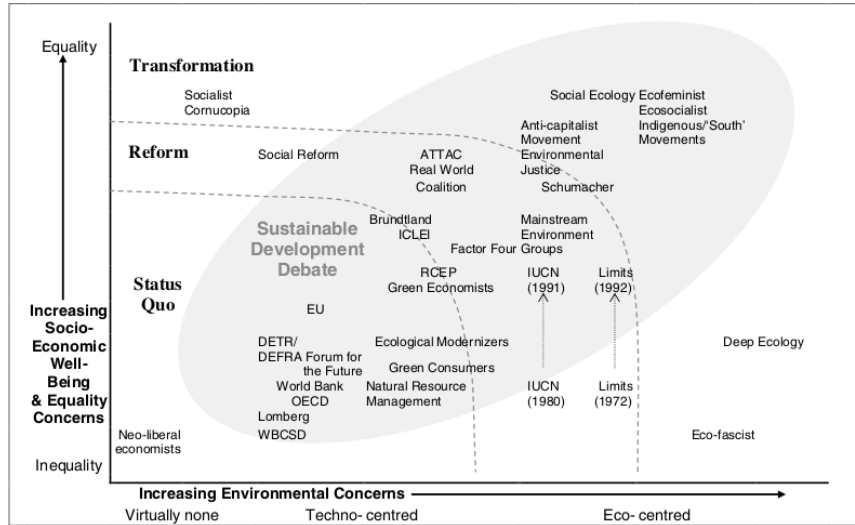 Equality
Transformation
Socialist
Cornucopia
Social Ecology
Ecofeminist
Ecosocialist
Indigenous/'South'
Movements
Anti-capitalist
Movement
Environmental
Justice
Reform
Social Reform
ATTAC
Real World
Coalition
Schumacher
Sustainable
Development
Debate
Brundtland
ICLEI
Mainstream
Environment
Factor Four Groups
Status
Quo
RCEP
Green Economists
IUCN
(1991)
Limits
(1992)
EU
Increasing
Socio-
Economic
Well-
Being
& Equality
Concerns
DETR/
DEFRA Forum for
the Future
Ecological Modernizers
Green Consumers
Deep Ecology
World Bank
OECD
Natural Resource
Management
IUCN
(1980)
Limits
(1972)
Lomberg
WBCSD
Neo-liberal
economists
Eco-fascist
Inequality
Increasing Environmental Concerns
Virtually none
Techno- centred
Eco- centred